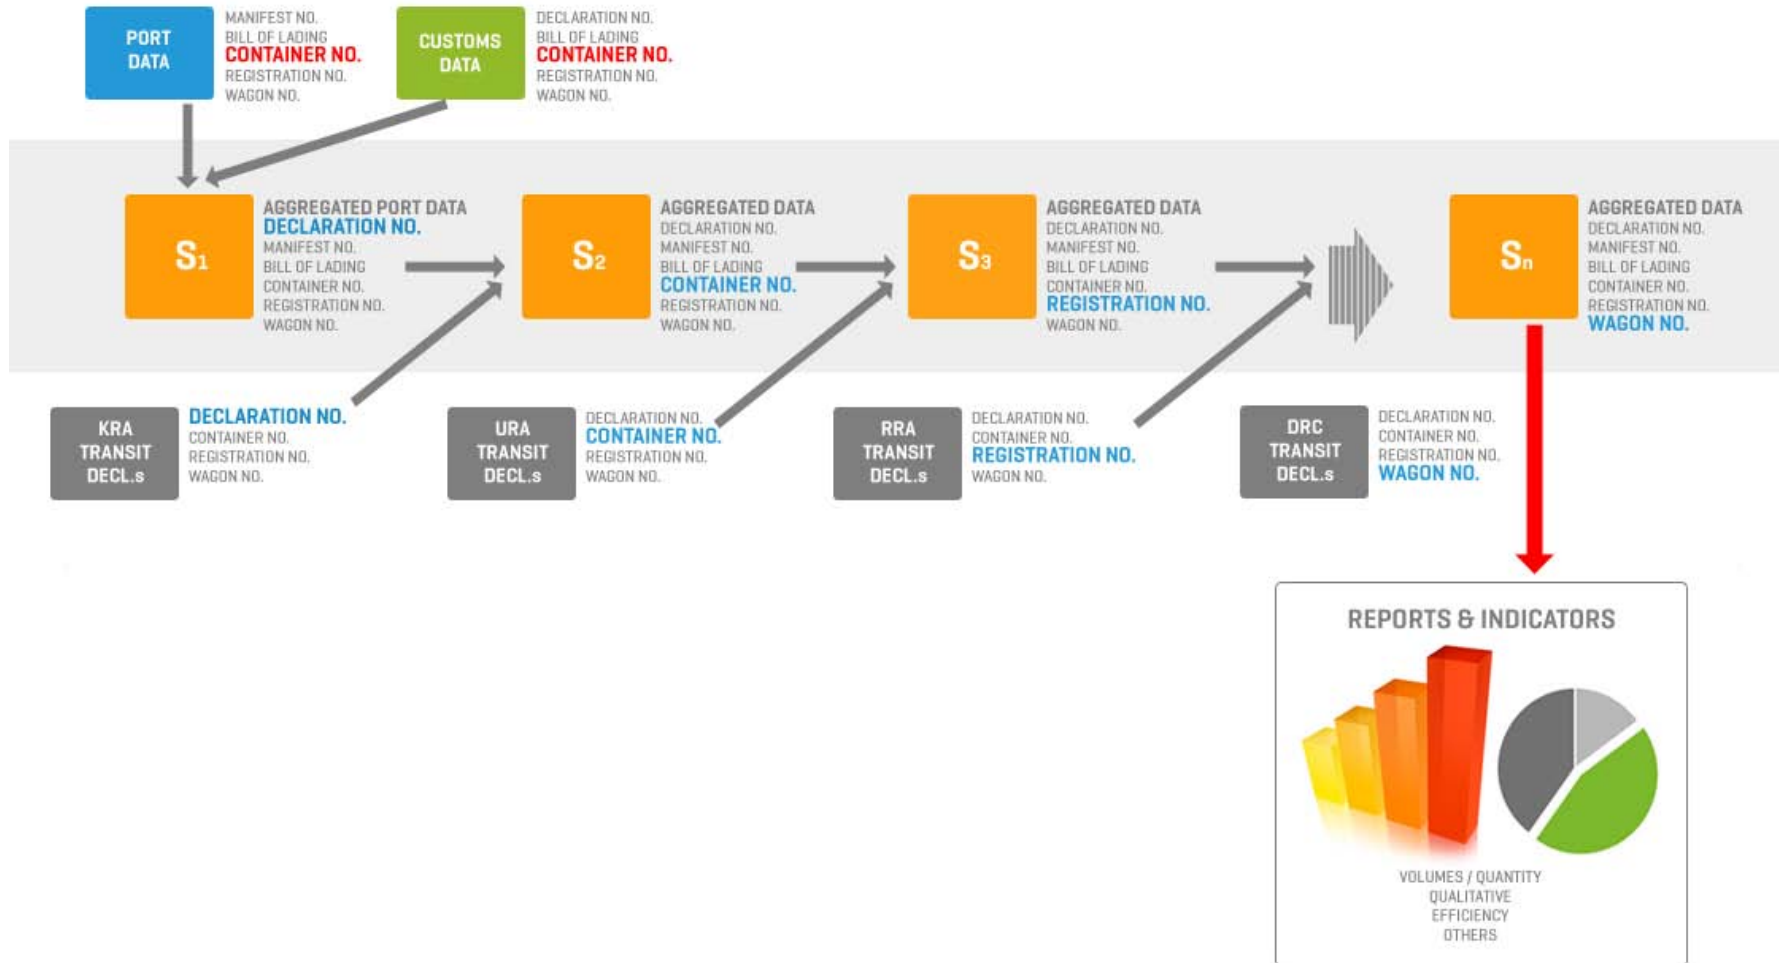 PORT
DATA
MANIFEST NO.
BILL OF LADING
CONTAINER NO.
REGISTRATION NO.
WAGON NO.
CUSTOMS
DATA
DECLARATION NO.
BILL OF LADING
CONTAINER NO.
REGISTRATION NO.
WAGON NO.
S1
AGGREGATED PORT DATA
DECLARATION NO.
MANIFEST NO.
BILL OF LADING
CONTAINER NO.
REGISTRATION NO.
WAGON NO.
S2
AGGREGATED DATA
DECLARATION NO.
MANIFEST NO.
BILL OF LADING
CONTAINER NO.
REGISTRATION NO.
WAGON NO.
S3
AGGREGATED DATA
DECLARATION NO.
MANIFEST NO.
BILL OF LADING
CONTAINER NO.
REGISTRATION NO.
WAGON NO.
Sn
AGGREGATED DATA
DECLARATION NO.
MANIFEST NO.
BILL OF LADING
CONTAINER NO.
REGISTRATION NO.
WAGON NO.
KRA
TRANSIT
DECL.s
DECLARATION NO.
CONTAINER NO.
REGISTRATION NO.
WAGON NO.
URA
TRANSIT
DECL.s
DECLARATION NO.
CONTAINER NO.
REGISTRATION NO.
WAGON NO.
RRA
TRANSIT
DECL.s
DECLARATION NO.
CONTAINER NO.
REGISTRATION NO.
WAGON NO.
DRC
TRANSIT
DECL.s
DECLARATION NO.
CONTAINER NO.
REGISTRATION NO.
WAGON NO.
REPORTS & INDICATORS
VOLUMES / QUANTITY
QUALITATIVE
EFFICIENCY
OTHERS